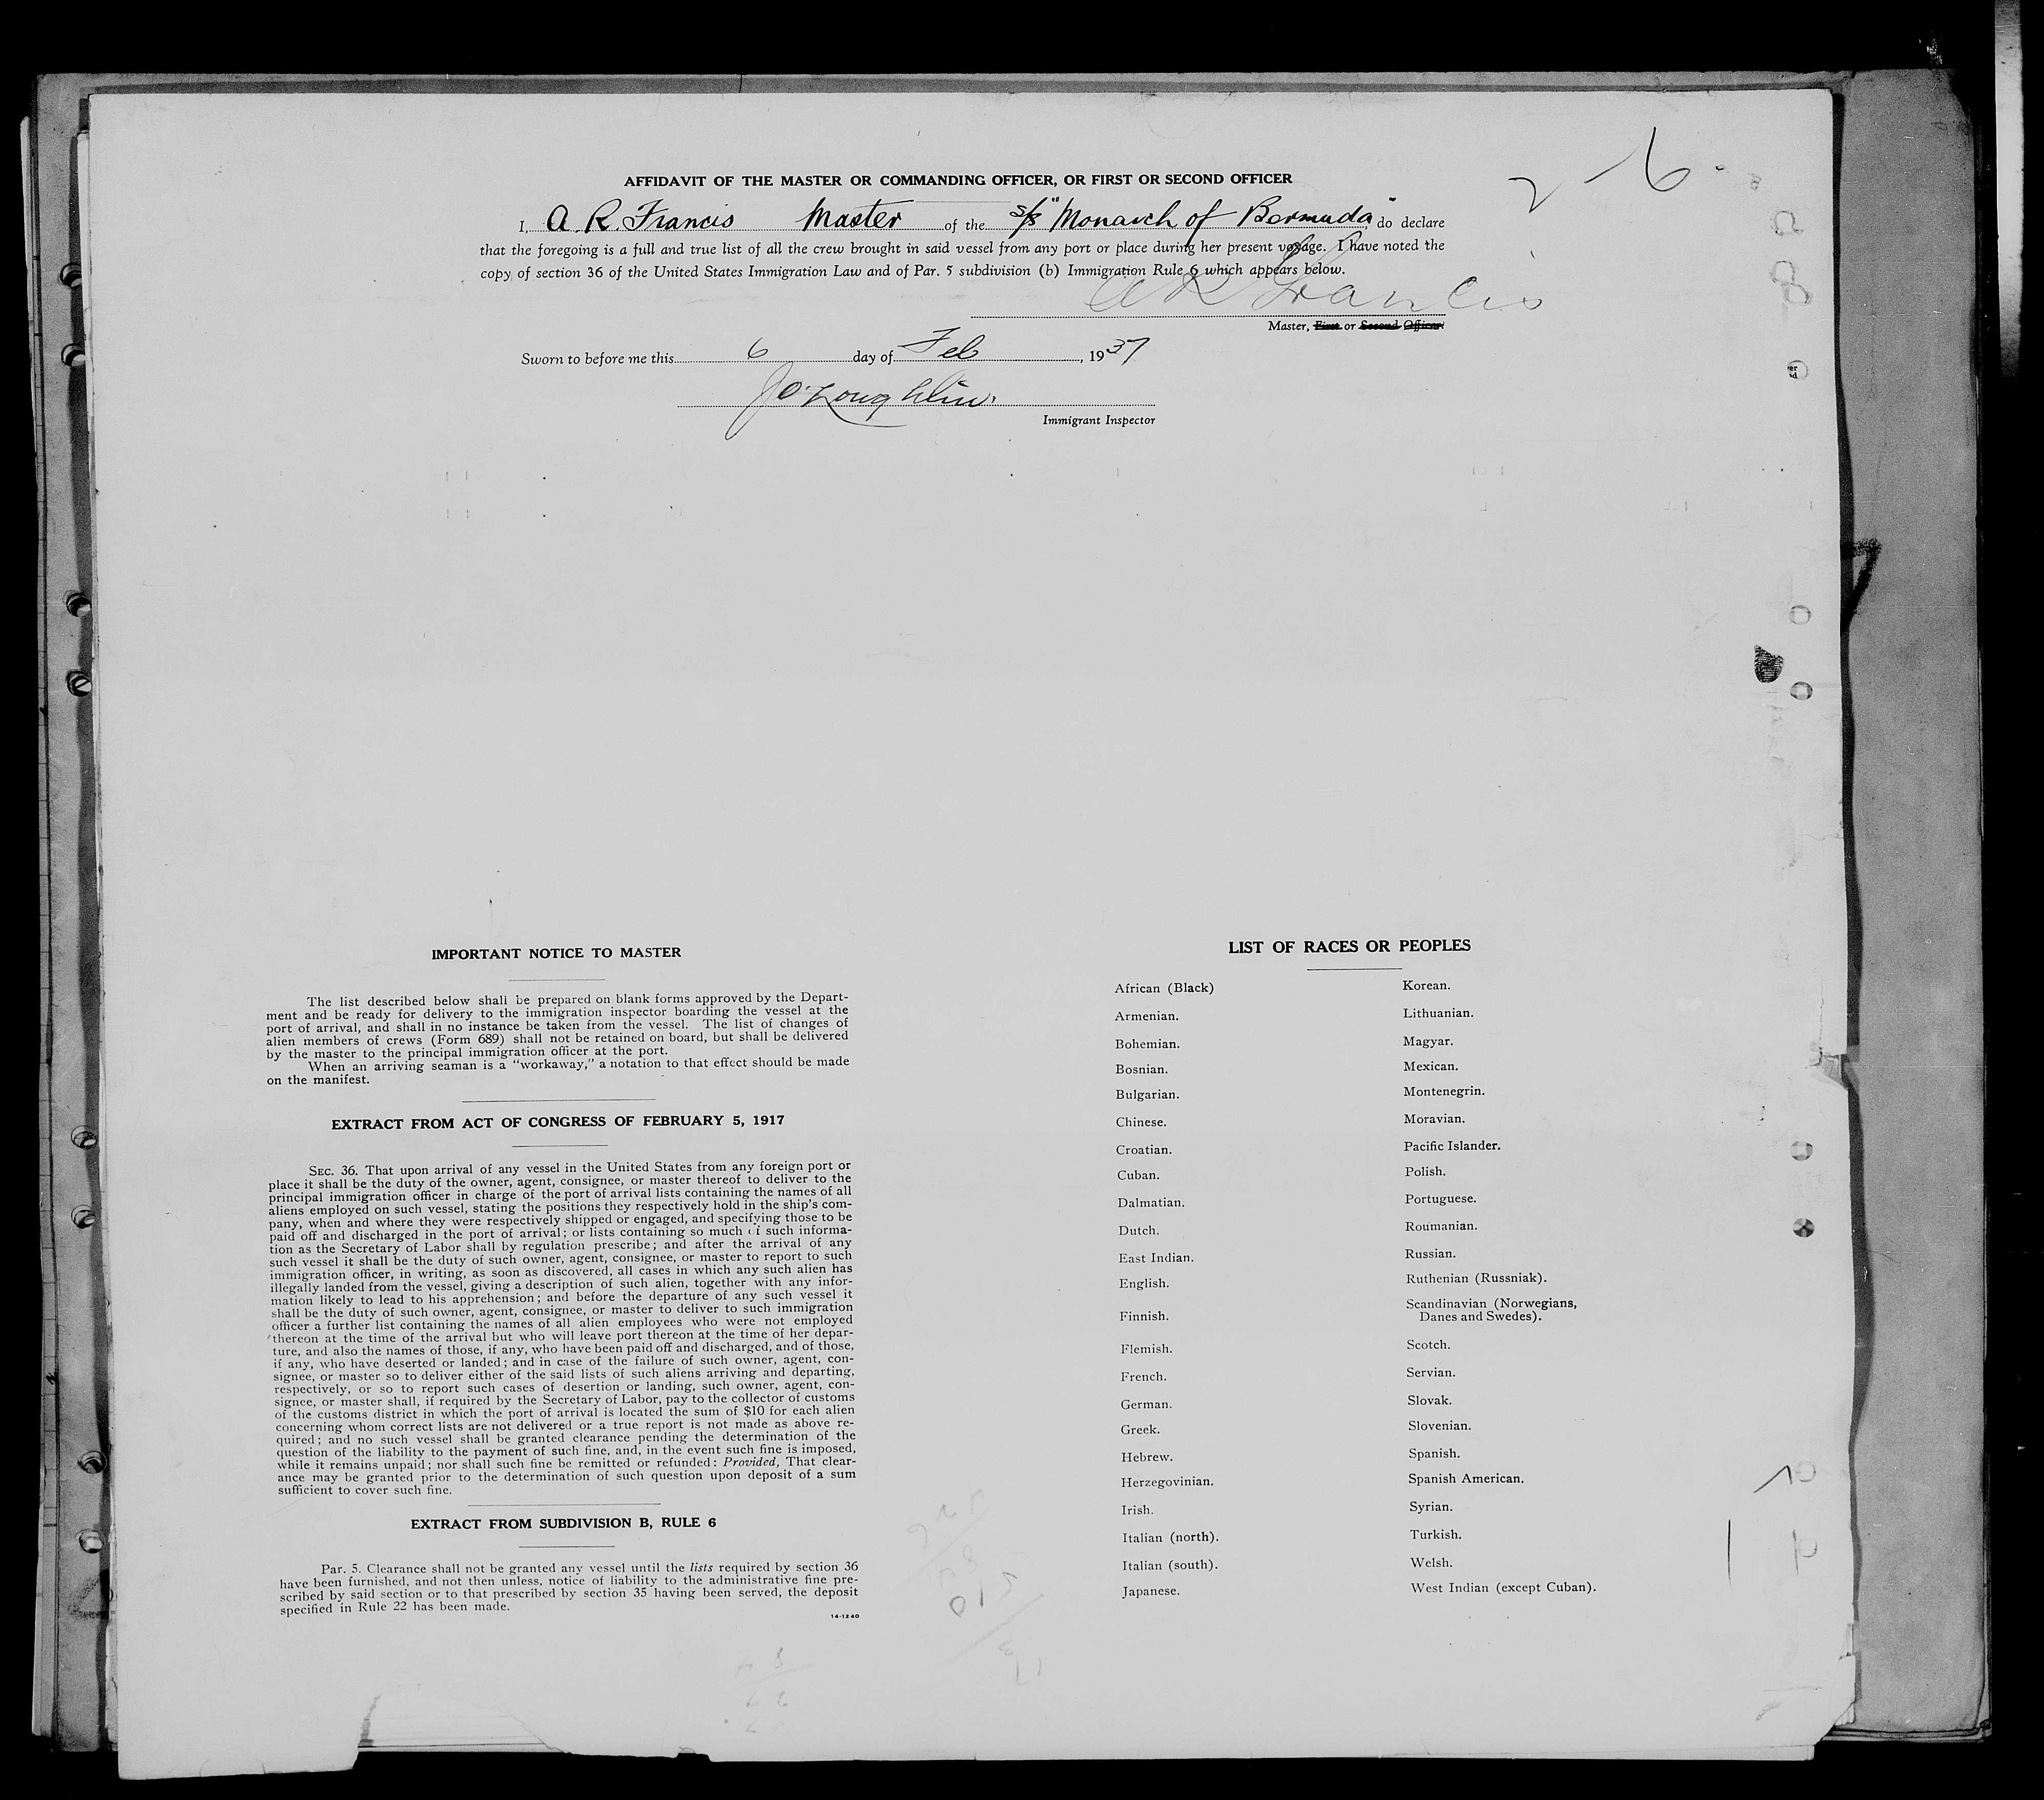 AFFIDAVIT OF THE MASTER OR COMMANDING OFFICER, OR FIRST OR SECOND OFFICER
I, A. R. Francis Master of the s/s "Monarch of Bermuda" do declare
that the foregoing is a full and true list of all the crew brought in said vessel from any port or place during her present voyage. I have noted the
copy of section 36 of the United States Immigration Law and of Par. 5 subdivision (b) Immigration Rule 6 which appears below.
A R Francis
Master, First or Second Officer.
Sworn to before me this 6 day of Feb, 1937
J O'Loughlin
Immigrant Inspector
IMPORTANT NOTICE TO MASTER
The list described below shall be prepared on blank forms approved by the Depart-
ment and be ready for delivery to the immigration inspector boarding the vessel at the
port of arrival, and shall in no instance be taken from the vessel. The list of changes of
alien members of crews (Form 689) shall not be retained on board, but shall be delivered
by the master to the principal immigration officer at the port.
When an arriving seaman is a "workaway," a notation to that effect should be made
on the manifest.
EXTRACT FROM ACT OF CONGRESS OF FEBRUARY 5, 1917
SEC. 36. That upon arrival of any vessel in the United States from any foreign port or
place it shall be the duty of the owner, agent, consignee, or master thereof to deliver to the
principal immigration officer in charge of the port of arrival lists containing the names of all
aliens employed on such vessel, stating the positions they respectively hold in the ship's com-
pany, when and where they were respectively shipped or engaged, and specifying those to be
paid off and discharged in the port of arrival; or lists containing so much of such informa-
tion as the Secretary of Labor shall by regulation prescribe; and after the arrival of any
such vessel it shall be the duty of such owner, agent, consignee, or master to report to such
immigration officer, in writing, as soon as discovered, all cases in which any such alien has
illegally landed from the vessel, giving a description of such alien, together with any infor-
mation likely to lead to his apprehension; and before the departure of any such vessel it
shall be the duty of such owner, agent, consignee, or master to deliver to such immigration
officer a further list containing the names of all alien employees who were not employed
thereon at the time of the arrival but who will leave port thereon at the time of her depar-
ture, and also the names of those, if any, who have been paid off and discharged, and of those,
if any, who have deserted or landed; and in case of the failure of such owner, agent, con-
signee, or master so to deliver either of the said lists of such aliens arriving and departing,
respectively, or so to report such cases of desertion or landing, such owner, agent, con-
signee, or master shall, if required by the Secretary of Labor, pay to the collector of customs
of the customs district in which the port of arrival is located the sum of $10 for each alien
concerning whom correct lists are not delivered or a true report is not made as above re-
quired; and no such vessel shall be granted clearance pending the determination of the
question of the liability to the payment of such fine, and, in the event such fine is imposed,
while it remains unpaid; nor shall such fine be remitted or refunded: Provided, That clear-
ance may be granted prior to the determination of such question upon deposit of a sum
sufficient to cover such fine.
EXTRACT FROM SUBDIVISION B, RULE 6
Par. 5. Clearance shall not be granted any vessel until the lists required by section 36
have been furnished, and not then unless, notice of liability to the administrative fine pre-
scribed by said section or to that prescribed by section 35 having been served, the deposit
specified in Rule 22 has been made.
14-1240
LIST OF RACES OR PEOPLES
African (Black)
Armenian.
Bohemian.
Bosnian.
Bulgarian.
Chinese.
Croatian.
Cuban.
Dalmatian.
Dutch.
East Indian.
English.
Finnish.
Flemish.
French.
German.
Greek.
Hebrew.
Herzegovinian.
Irish.
Italian (north).
Italian (south).
Japanese.
Korean.
Lithuanian.
Magyar.
Mexican.
Montenegrin.
Moravian.
Pacific Islander.
Polish.
Portuguese.
Roumanian.
Russian.
Ruthenian (Russniak).
Scandinavian (Norwegians,
Danes and Swedes).
Scotch.
Servian.
Slovak.
Slovenian.
Spanish.
Spanish American.
Syrian.
Turkish.
Welsh.
West Indian (except Cuban).